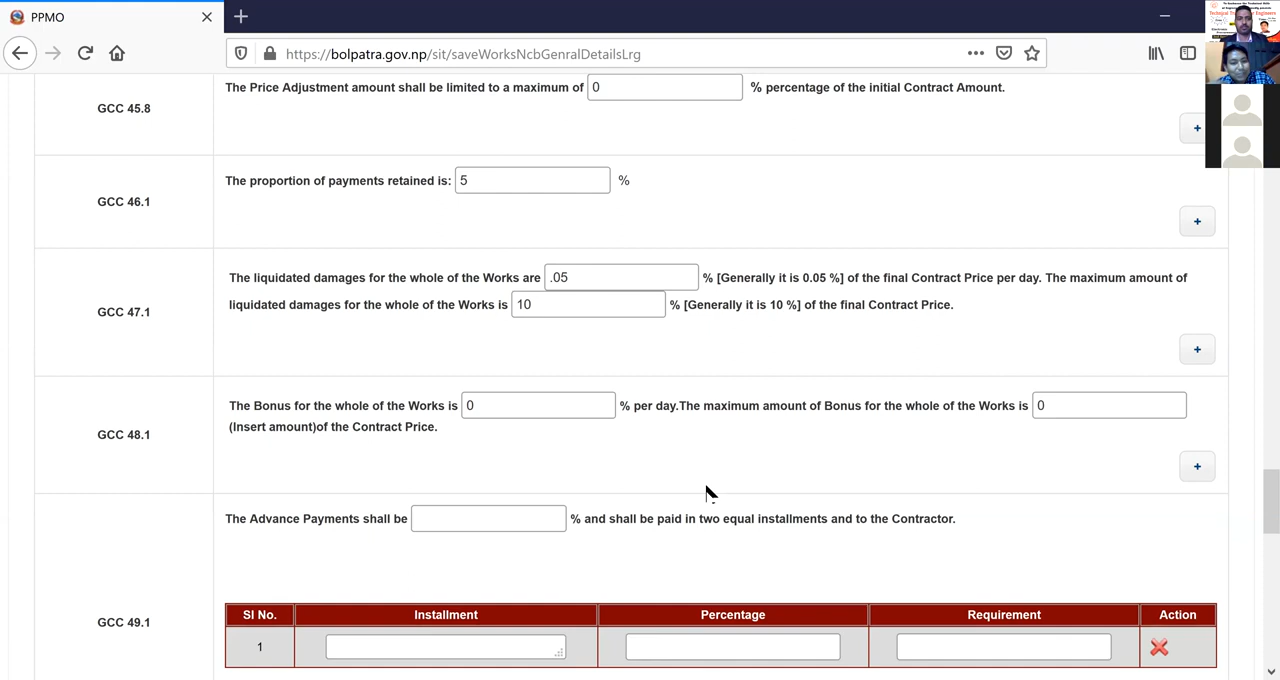 PPMO
https://bolpatra.gov.np/sit/saveWorksIfbsGenralDetailsLrg
The Price Adjustment amount shall be limited to a maximum of 0 % percentage of the initial Contract Amount.
GCC 45.8
+
The proportion of payments retained is: 5 %
GCC 46.1
+
The liquidated damages for the whole of the Works are .05 % [Generally it is 0.05 %] of the final Contract Price per day. The maximum amount of
liquidated damages for the whole of the Works is 10 % [Generally it is 10 %] of the final Contract Price.
GCC 47.1
+
The Bonus for the whole of the Works is 0 % per day.The maximum amount of Bonus for the whole of the Works is 0
(Insert amount)of the Contract Price.
GCC 48.1
+
The Advance Payments shall be % and shall be paid in two equal installments and to the Contractor.
GCC 49.1
SI No. Installment Percentage Requirement Action
1